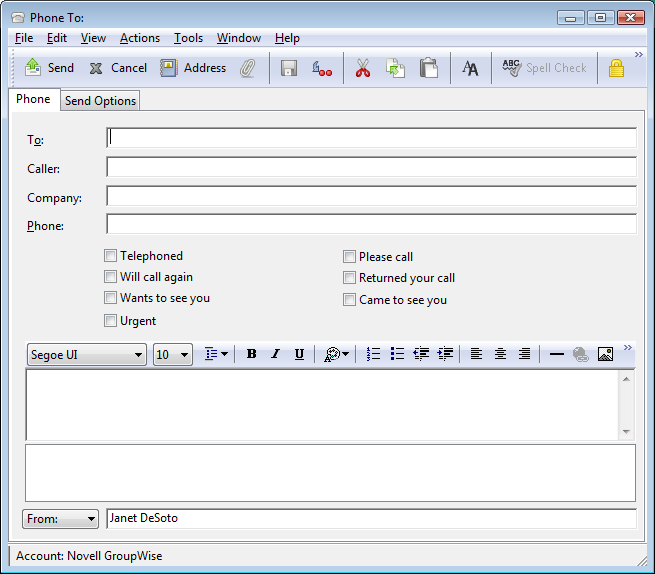 Phone To:
File Edit View Actions Tools Window Help
Send Cancel Address ABC Spell Check »
Phone Send Options
To:
Caller:
Company:
Phone:
Telephoned Please call
Will call again Returned your call
Wants to see you Came to see you
Urgent
Segoe UI 10 B I U »
From: Janet DeSoto
Account: Novell GroupWise